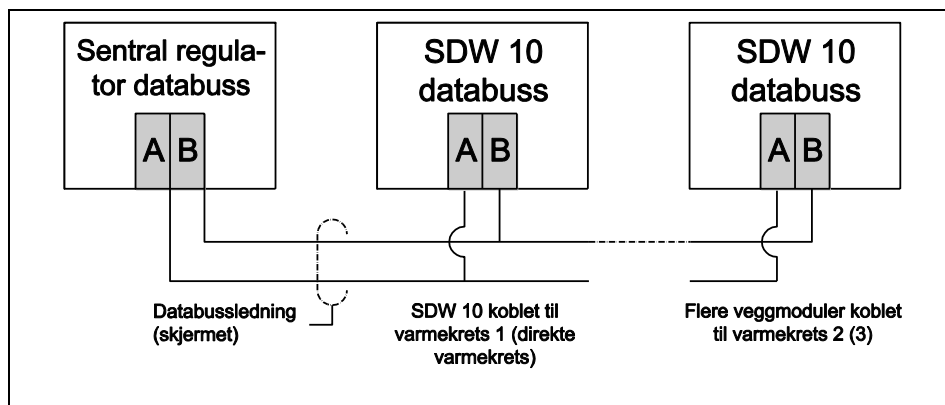 Sentral regula-
tor databuss
A B
SDW 10
databuss
A B
SDW 10
databuss
A B
Databussledning
(skjermet)
SDW 10 koblet til
varmekrets 1 (direkte
varmekrets)
Flere veggmoduler koblet
til varmekrets 2 (3)